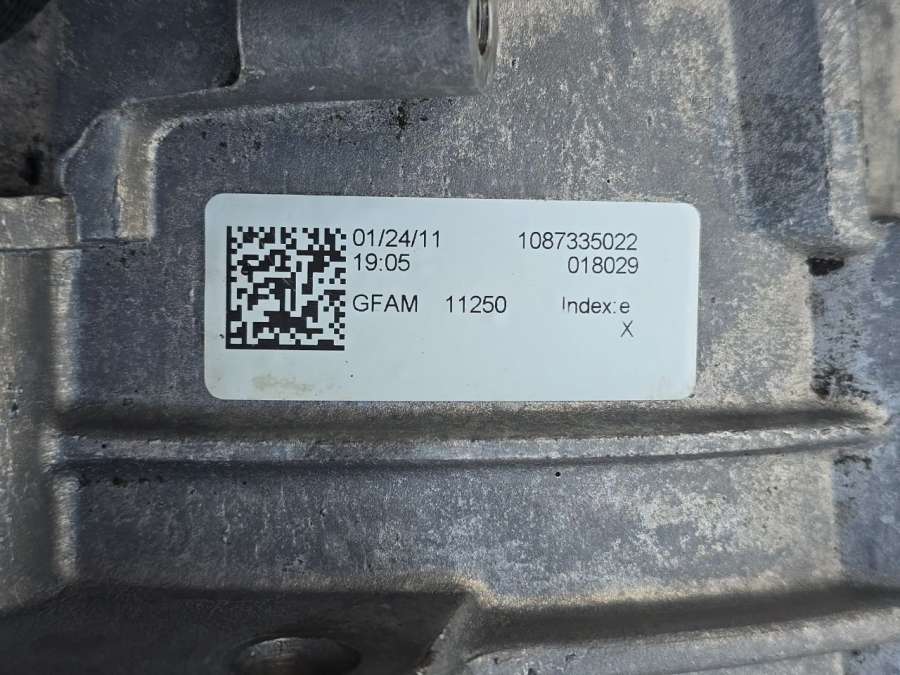 01/24/11 1087335022
19:05 018029
GFAM 11250 Index:e
X